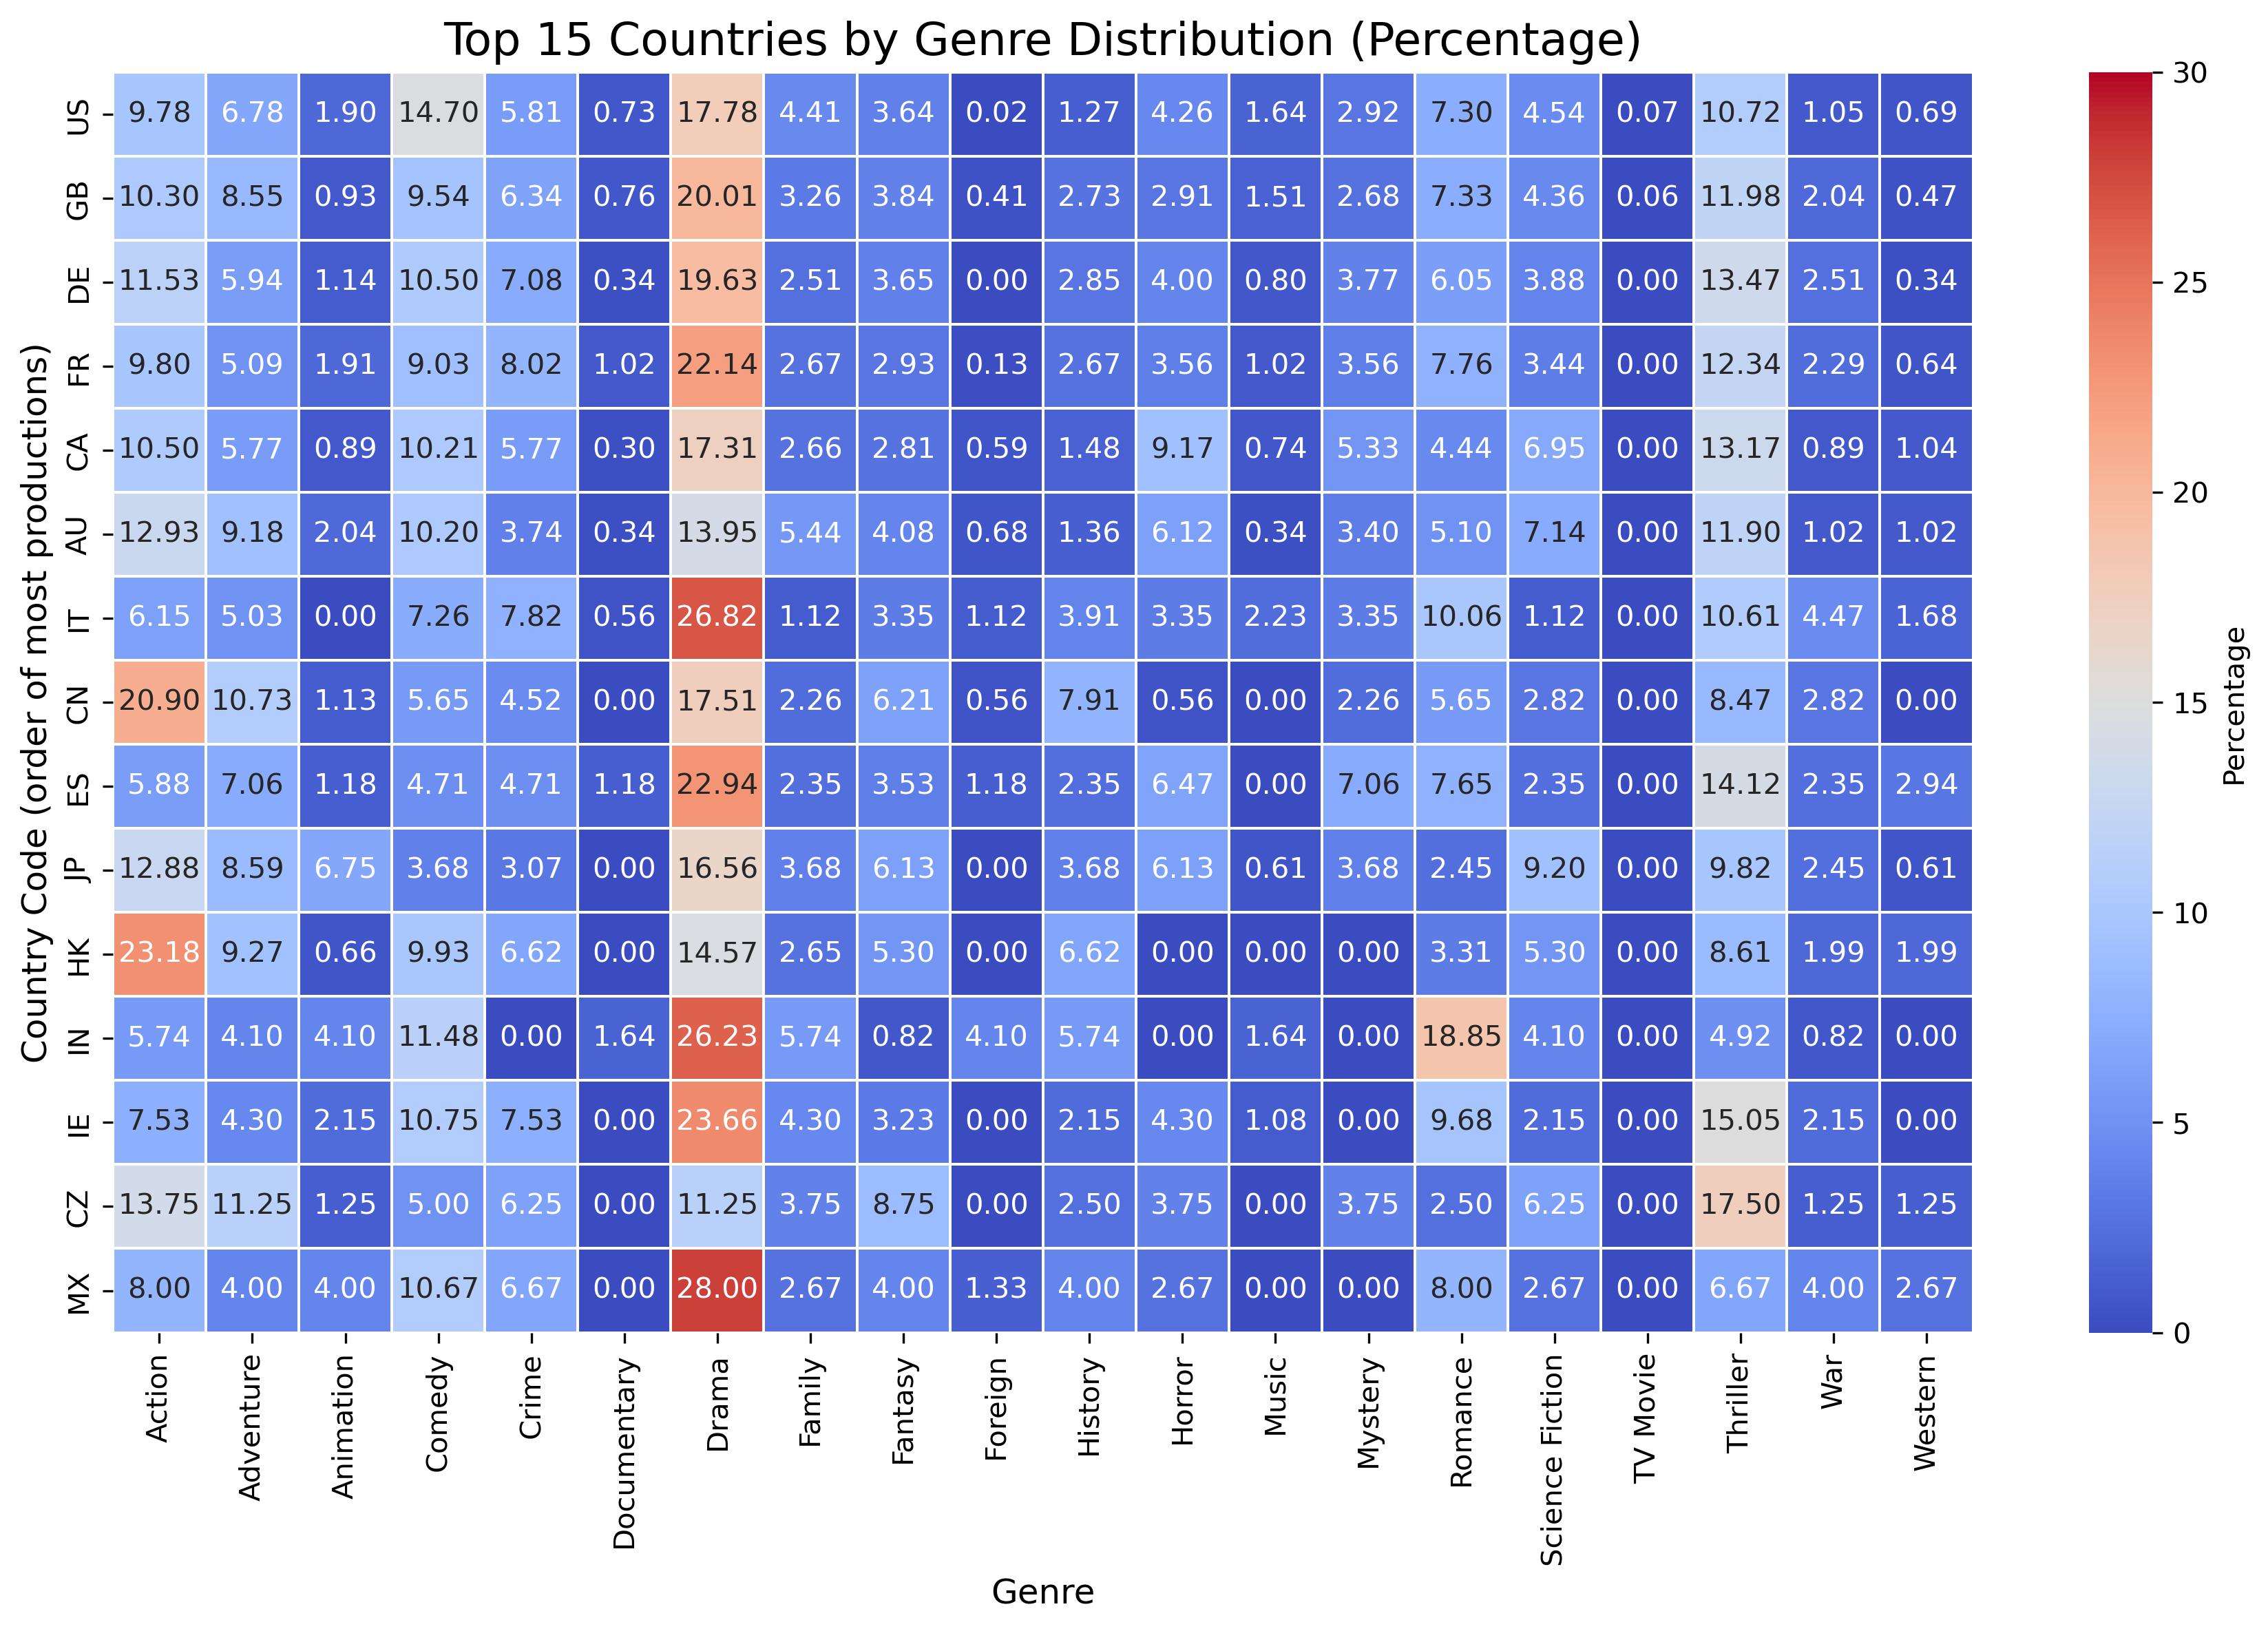 Top 15 Countries by Genre Distribution (Percentage)
Country Code (order of most productions)
US 9.78 6.78 1.90 14.70 5.81 0.73 17.78 4.41 3.64 0.02 1.27 4.26 1.64 2.92 7.30 4.54 0.07 10.72 1.05 0.69
GB 10.30 8.55 0.93 9.54 6.34 0.76 20.01 3.26 3.84 0.41 2.73 2.91 1.51 2.68 7.33 4.36 0.06 11.98 2.04 0.47
DE 11.53 5.94 1.14 10.50 7.08 0.34 19.63 2.51 3.65 0.00 2.85 4.00 0.80 3.77 6.05 3.88 0.00 13.47 2.51 0.34
FR 9.80 5.09 1.91 9.03 8.02 1.02 22.14 2.67 2.93 0.13 2.67 3.56 1.02 3.56 7.76 3.44 0.00 12.34 2.29 0.64
CA 10.50 5.77 0.89 10.21 5.77 0.30 17.31 2.66 2.81 0.59 1.48 9.17 0.74 5.33 4.44 6.95 0.00 13.17 0.89 1.04
AU 12.93 9.18 2.04 10.20 3.74 0.34 13.95 5.44 4.08 0.68 1.36 6.12 0.34 3.40 5.10 7.14 0.00 11.90 1.02 1.02
IT 6.15 5.03 0.00 7.26 7.82 0.56 26.82 1.12 3.35 1.12 3.91 3.35 2.23 3.35 10.06 1.12 0.00 10.61 4.47 1.68
CN 20.90 10.73 1.13 5.65 4.52 0.00 17.51 2.26 6.21 0.56 7.91 0.56 0.00 2.26 5.65 2.82 0.00 8.47 2.82 0.00
ES 5.88 7.06 1.18 4.71 4.71 1.18 22.94 2.35 3.53 1.18 2.35 6.47 0.00 7.06 7.65 2.35 0.00 14.12 2.35 2.94
JP 12.88 8.59 6.75 3.68 3.07 0.00 16.56 3.68 6.13 0.00 3.68 6.13 0.61 3.68 2.45 9.20 0.00 9.82 2.45 0.61
HK 23.18 9.27 0.66 9.93 6.62 0.00 14.57 2.65 5.30 0.00 6.62 0.00 0.00 0.00 3.31 5.30 0.00 8.61 1.99 1.99
IN 5.74 4.10 4.10 11.48 0.00 1.64 26.23 5.74 0.82 4.10 5.74 0.00 1.64 0.00 18.85 4.10 0.00 4.92 0.82 0.00
IE 7.53 4.30 2.15 10.75 7.53 0.00 23.66 4.30 3.23 0.00 2.15 4.30 1.08 0.00 9.68 2.15 0.00 15.05 2.15 0.00
CZ 13.75 11.25 1.25 5.00 6.25 0.00 11.25 3.75 8.75 0.00 2.50 3.75 0.00 3.75 2.50 6.25 0.00 17.50 1.25 1.25
MX 8.00 4.00 4.00 10.67 6.67 0.00 28.00 2.67 4.00 1.33 4.00 2.67 0.00 0.00 8.00 2.67 0.00 6.67 4.00 2.67
Action
Adventure
Animation
Comedy
Crime
Documentary
Drama
Family
Fantasy
Foreign
History
Horror
Music
Mystery
Romance
Science Fiction
TV Movie
Thriller
War
Western
Genre
30
25
20
15
10
5
0
Percentage